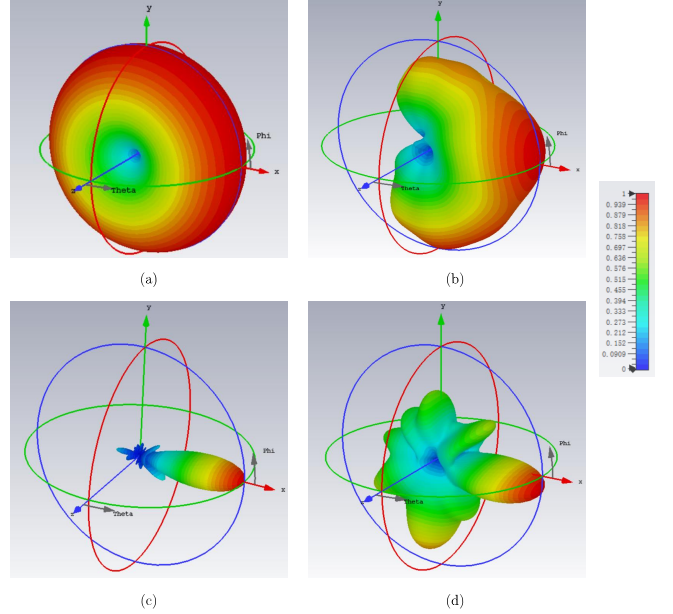 y
Phi
x
z
Theta
(a)
y
Phi
x
z
Theta
(b)
1
0.939
0.879
0.818
0.758
0.697
0.636
0.576
0.515
0.455
0.394
0.333
0.273
0.212
0.152
0.0909
0
y
Phi
x
z
Theta
(c)
y
Phi
x
z
Theta
(d)